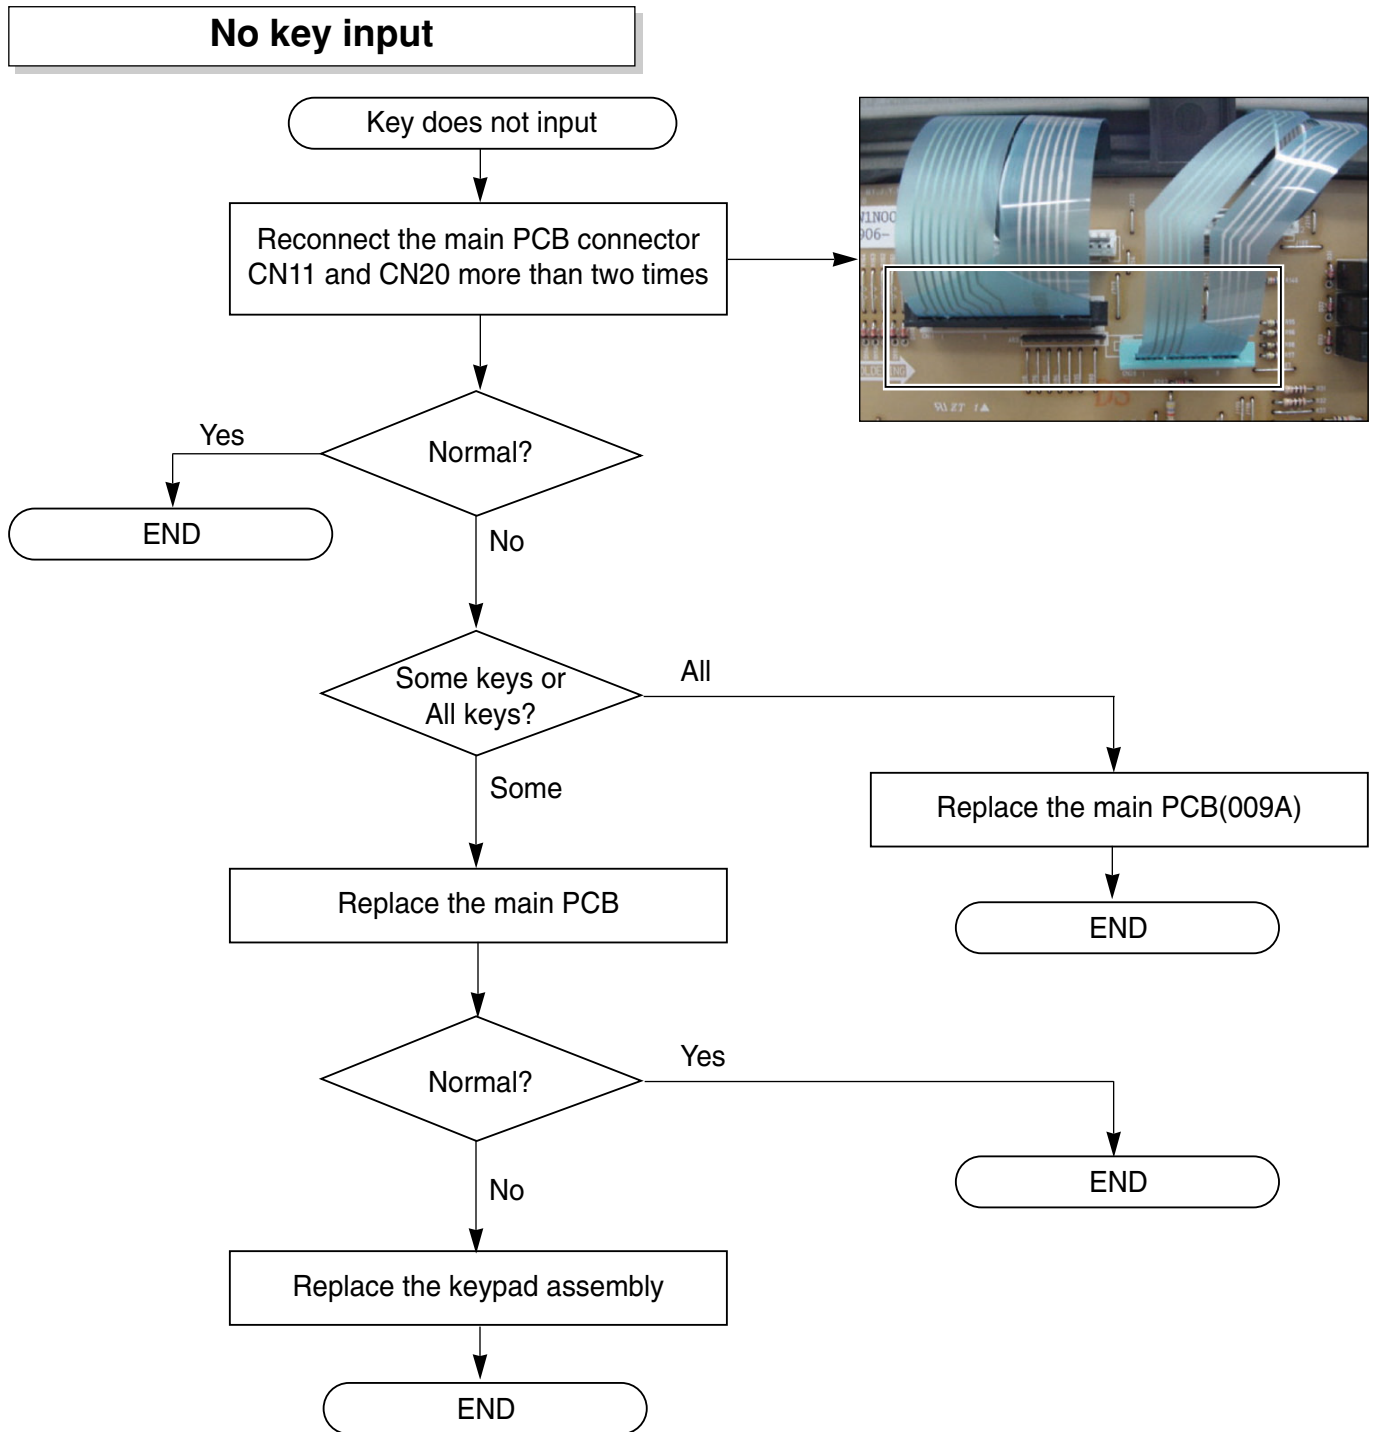 No key input
Key does not input
Reconnect the main PCB connector
CN11 and CN20 more than two times
Yes
Normal?
END
No
Some keys or
All keys?
All
Some
Replace the main PCB(009A)
Replace the main PCB
END
Normal?
Yes
END
No
Replace the keypad assembly
END